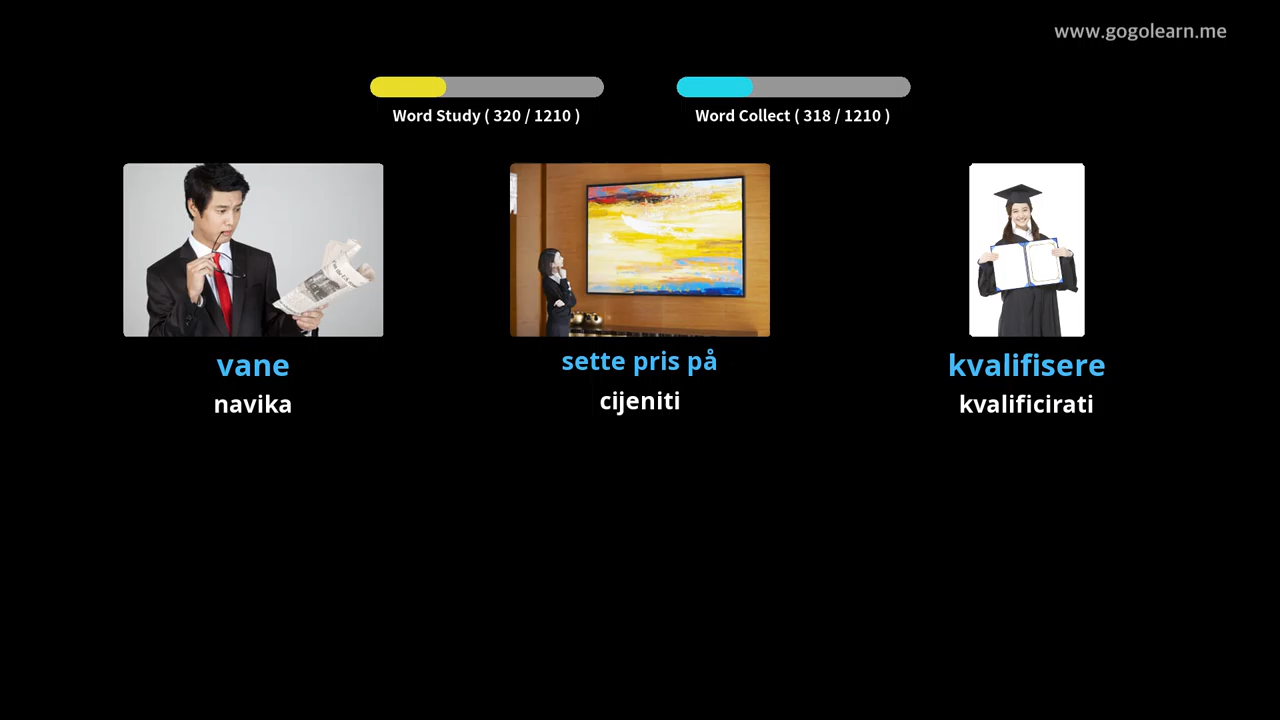 www.gogolearn.me
Word Study ( 320 / 1210 )
Word Collect ( 318 / 1210 )
vane
navika
sette pris på
cijeniti
kvalifisere
kvalificirati